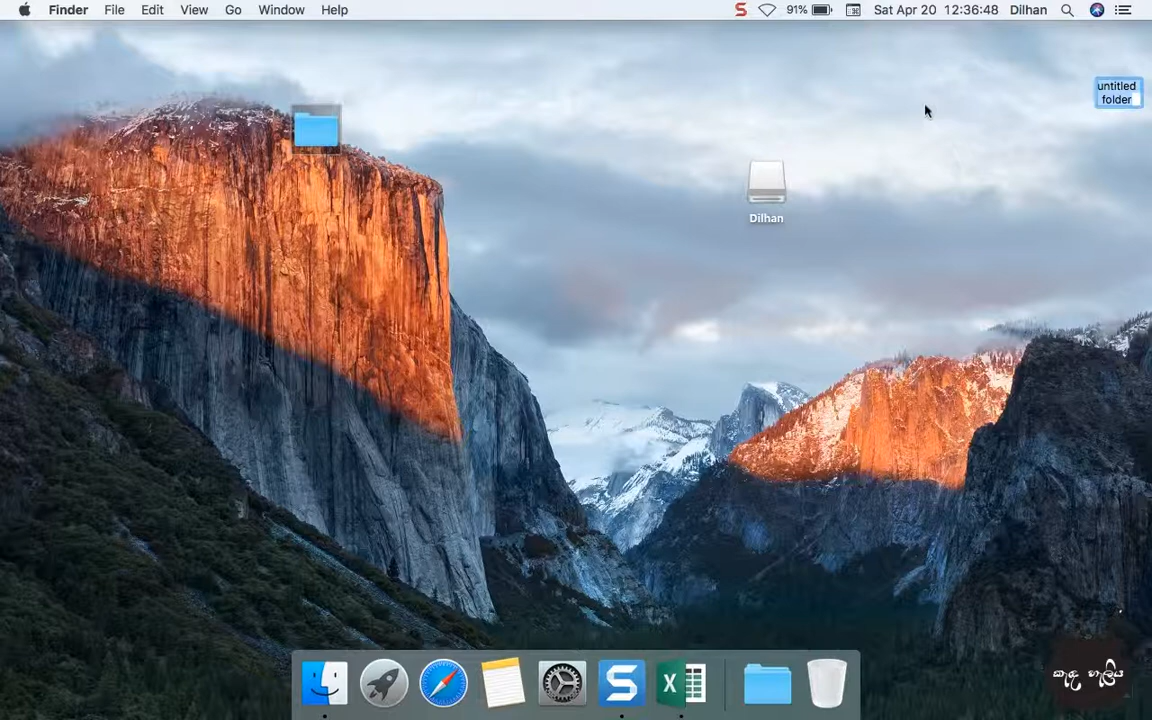 Finder File Edit View Go Window Help 91% Sat Apr 20 12:36:48 Dilhan
untitled
folder
Dilhan
කැඳ හැලිය